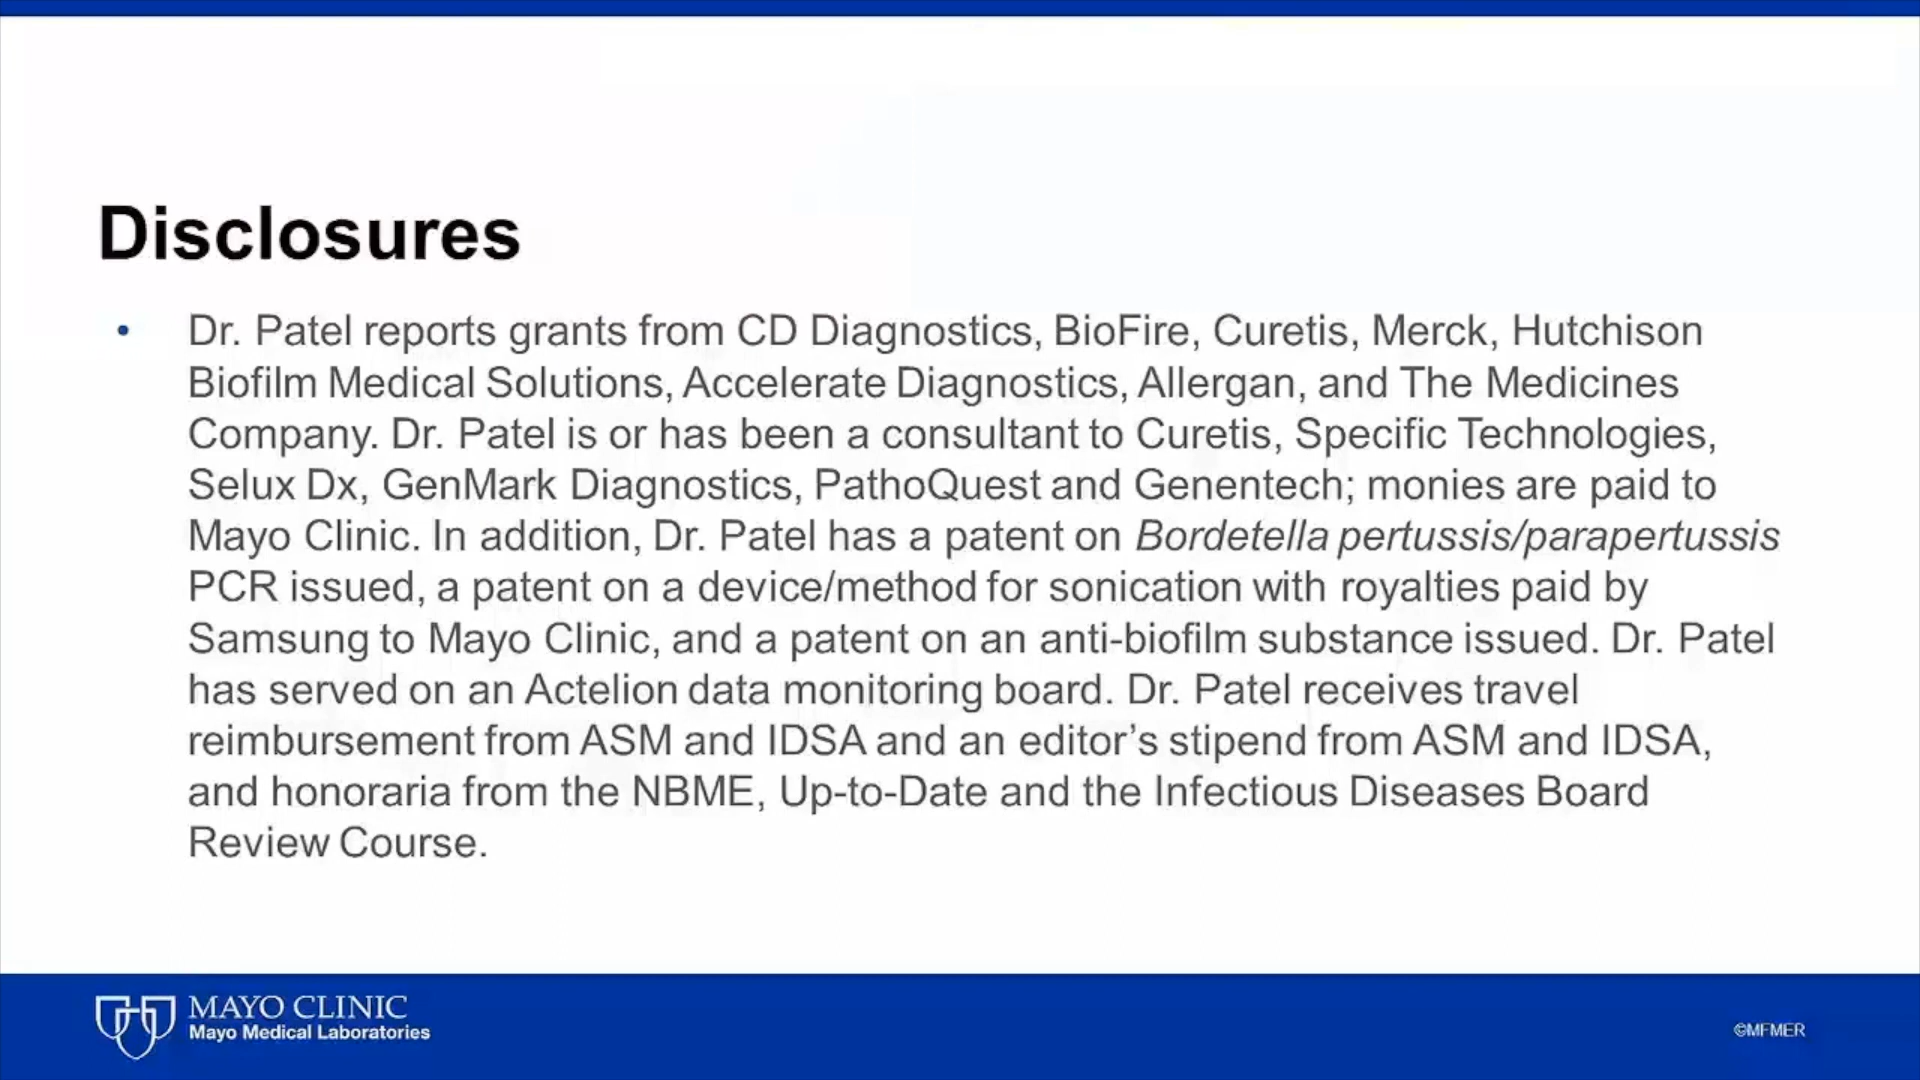 Disclosures
• Dr. Patel reports grants from CD Diagnostics, BioFire, Curetis, Merck, Hutchison
Biofilm Medical Solutions, Accelerate Diagnostics, Allergan, and The Medicines
Company. Dr. Patel is or has been a consultant to Curetis, Specific Technologies,
Selux Dx, GenMark Diagnostics, PathoQuest and Genentech; monies are paid to
Mayo Clinic. In addition, Dr. Patel has a patent on Bordetella pertussis/parapertussis
PCR issued, a patent on a device/method for sonication with royalties paid by
Samsung to Mayo Clinic, and a patent on an anti-biofilm substance issued. Dr. Patel
has served on an Actelion data monitoring board. Dr. Patel receives travel
reimbursement from ASM and IDSA and an editor’s stipend from ASM and IDSA,
and honoraria from the NBME, Up-to-Date and the Infectious Diseases Board
Review Course.
MAYO CLINIC
Mayo Medical Laboratories
©MFMER